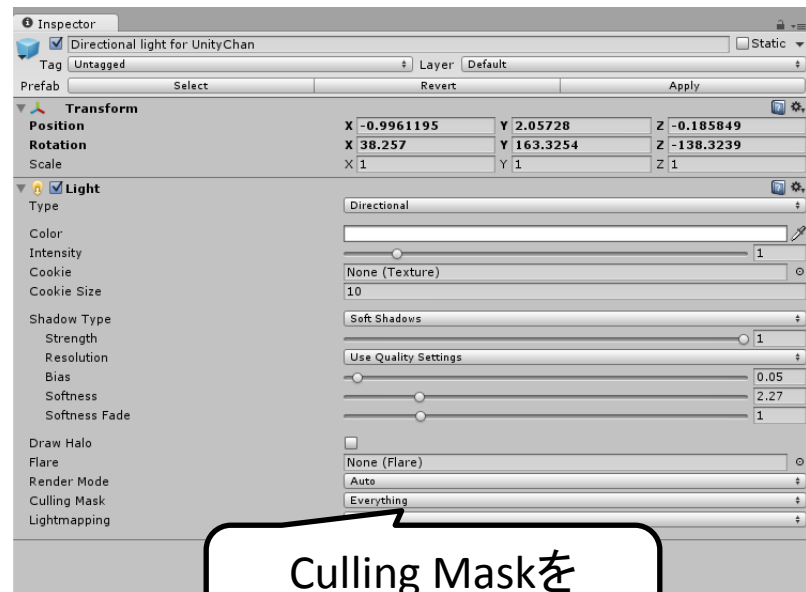 Inspector
Directional light for UnityChan Static
Tag Untagged Layer Default
Prefab Select Revert Apply
Transform
Position X -0.9961195 Y 2.05728 Z -0.185849
Rotation X 38.257 Y 163.3254 Z -138.3239
Scale X 1 Y 1 Z 1
Light
Type Directional
Color
Intensity 1
Cookie None (Texture)
Cookie Size 10
Shadow Type Soft Shadows
Strength 1
Resolution Use Quality Settings
Bias 0.05
Softness 2.27
Softness Fade 1
Draw Halo
Flare None (Flare)
Render Mode Auto
Culling Mask Everything
Lightmapping
Culling Maskを